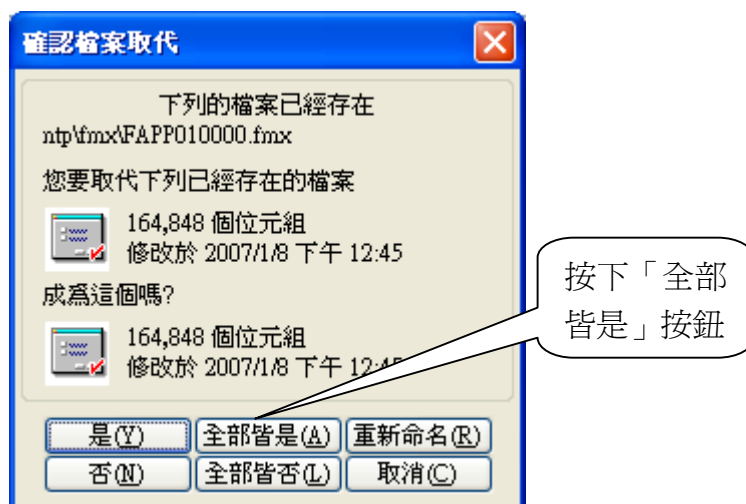 確認檔案取代
下列的檔案已經存在
ntp\fmx\FAPP010000.fmx
您要取代下列已經存在的檔案
164,848 個位元組
修改於 2007/1/8 下午 12:45
成爲這個嗎?
164,848 個位元組
修改於 2007/1/8 下午 12:45
按下「全部
皆是」按鈕
是(Y) 全部皆是(A) 重新命名(R)
否(N) 全部皆否(L) 取消(C)